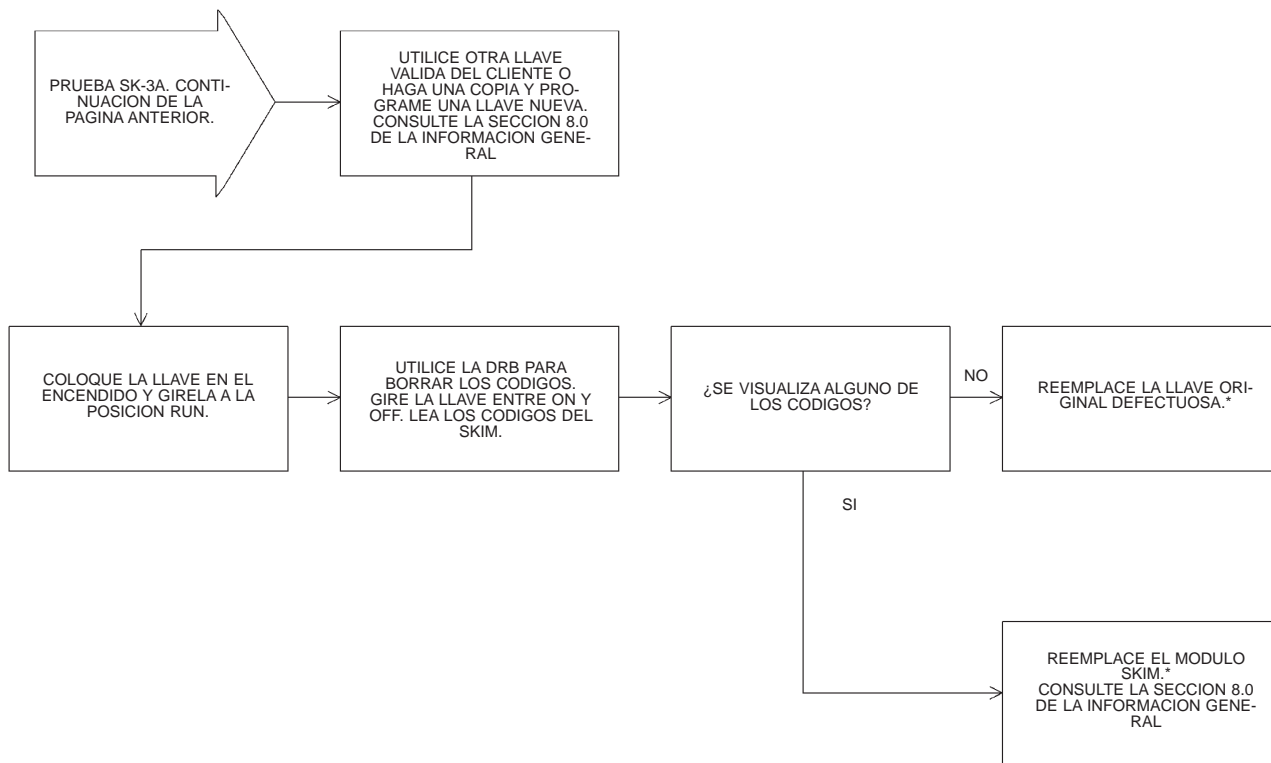 PRUEBA SK-3A. CONTI-
NUACION DE LA
PAGINA ANTERIOR.
UTILICE OTRA LLAVE
VALIDA DEL CLIENTE O
HAGA UNA COPIA Y PRO-
GRAME UNA LLAVE NUEVA.
CONSULTE LA SECCION 8.0
DE LA INFORMACION GENE-
RAL
COLOQUE LA LLAVE EN EL
ENCENDIDO Y GIRELA A LA
POSICION RUN.
UTILICE LA DRB PARA
BORRAR LOS CODIGOS.
GIRE LA LLAVE ENTRE ON Y
OFF. LEA LOS CODIGOS DEL
SKIM.
¿SE VISUALIZA ALGUNO DE
LOS CODIGOS?
NO
REEMPLACE LA LLAVE ORI-
GINAL DEFECTUOSA.*
SI
REEMPLACE EL MODULO
SKIM.*
CONSULTE LA SECCION 8.0
DE LA INFORMACION GENE-
RAL